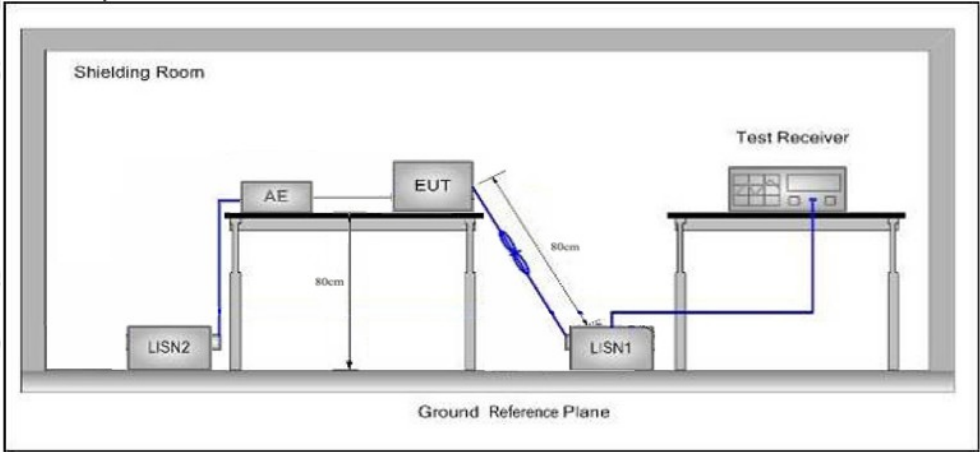 Shielding Room
Test Receiver
EUT
AE
80cm
80cm
LISN2
LISN1
Ground Reference Plane